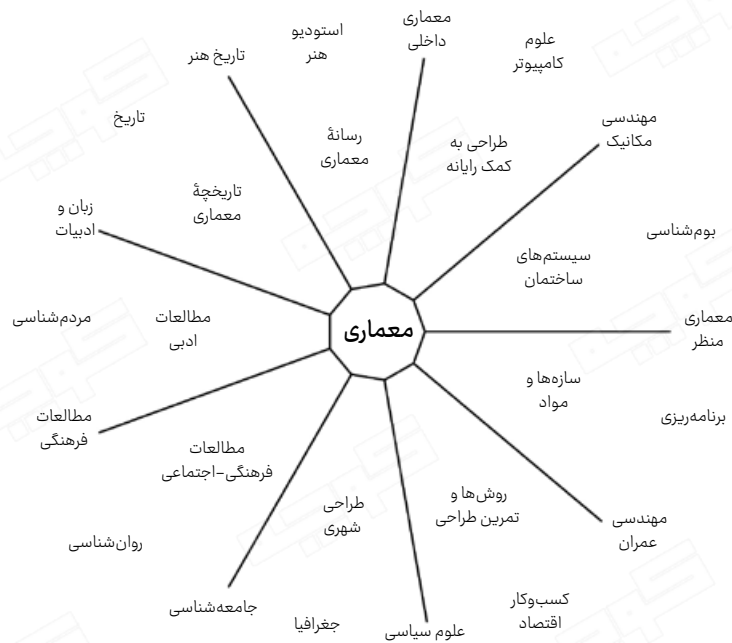 معماری
داخلی
استودیو
هنر
علوم
کامپیوتر
تاریخ هنر
مهندسی
مکانیک
تاریخ
رسانهٔ
معماری
طراحی به
کمک رایانه
تاریخچهٔ
معماری
زبان و
ادبیات
بوم‌شناسی
سیستم‌های
ساختمان
مردم‌شناسی
مطالعات
ادبی
معماری
معماری
منظر
سازه‌ها و
مواد
مطالعات
فرهنگی
برنامه‌ریزی
مطالعات
فرهنگی-اجتماعی
طراحی
شهری
روش‌ها و
تمرین طراحی
مهندسی
عمران
روان‌شناسی
جامعه‌شناسی
جغرافیا
علوم سیاسی
کسب‌وکار
اقتصاد